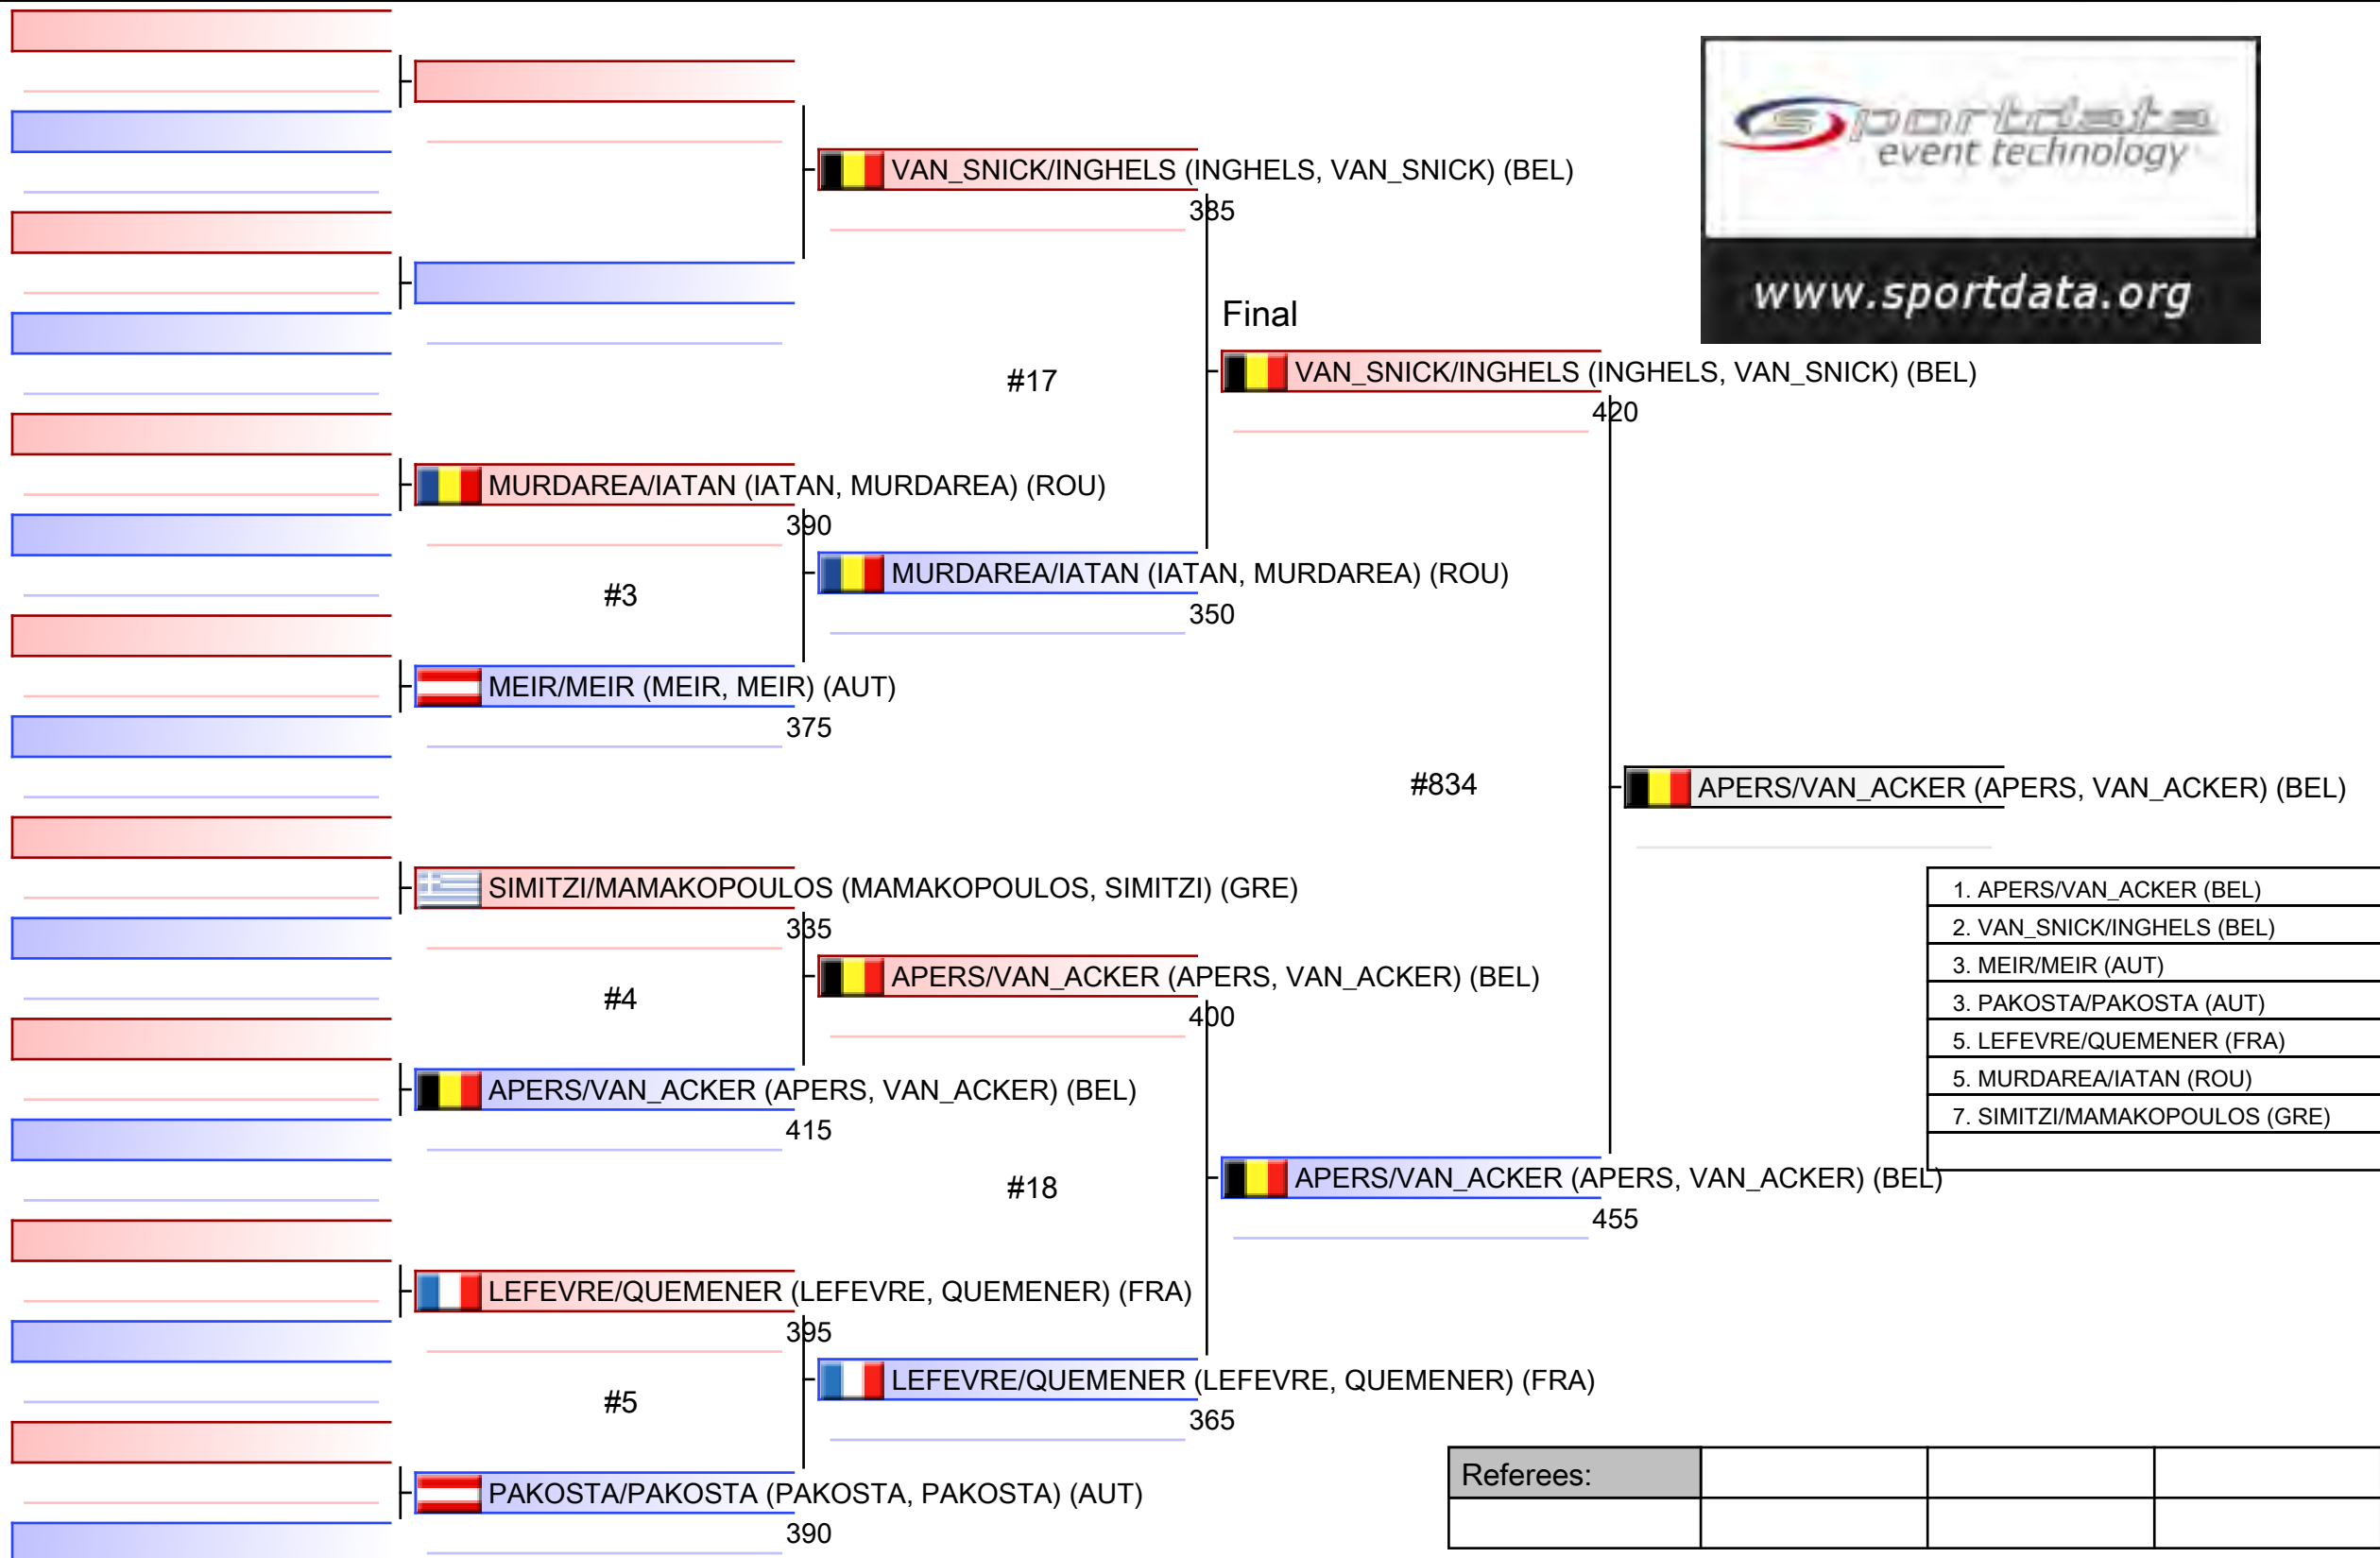 sportdata
event technology
www.sportdata.org
VAN_SNICK/INGHELS (INGHELS, VAN_SNICK) (BEL)
385
Final
VAN_SNICK/INGHELS (INGHELS, VAN_SNICK) (BEL)
420
#17
MURDAREA/IATAN (IATAN, MURDAREA) (ROU)
390
MURDAREA/IATAN (IATAN, MURDAREA) (ROU)
350
#3
MEIR/MEIR (MEIR, MEIR) (AUT)
375
#834
APERS/VAN_ACKER (APERS, VAN_ACKER) (BEL)
SIMITZI/MAMAKOPOULOS (MAMAKOPOULOS, SIMITZI) (GRE)
335
APERS/VAN_ACKER (APERS, VAN_ACKER) (BEL)
400
#4
APERS/VAN_ACKER (APERS, VAN_ACKER) (BEL)
415
1. APERS/VAN_ACKER (BEL)
2. VAN_SNICK/INGHELS (BEL)
3. MEIR/MEIR (AUT)
3. PAKOSTA/PAKOSTA (AUT)
5. LEFEVRE/QUEMENER (FRA)
5. MURDAREA/IATAN (ROU)
7. SIMITZI/MAMAKOPOULOS (GRE)
#18
APERS/VAN_ACKER (APERS, VAN_ACKER) (BEL)
455
LEFEVRE/QUEMENER (LEFEVRE, QUEMENER) (FRA)
395
LEFEVRE/QUEMENER (LEFEVRE, QUEMENER) (FRA)
365
#5
PAKOSTA/PAKOSTA (PAKOSTA, PAKOSTA) (AUT)
390
Referees: